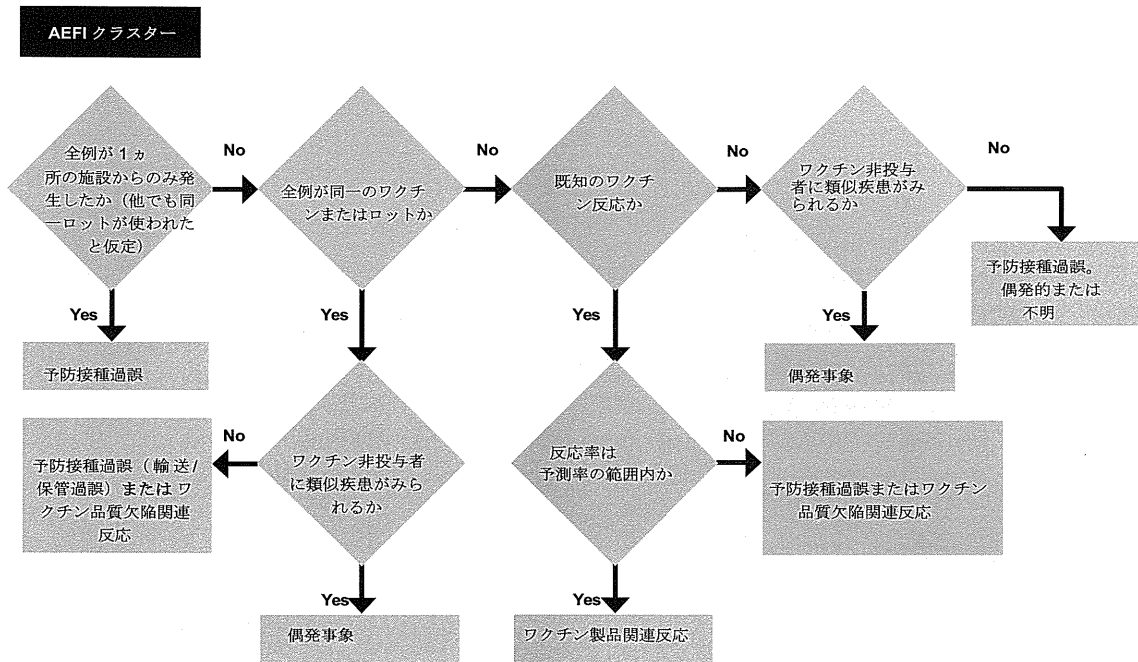 AEFI クラスター
全例が 1 ヵ
所の施設からのみ発
生したか（他でも同
一ロットが使われた
と仮定）
No
全例が同一のワクチ
ンまたはロットか
No
既知のワクチ
ン反応か
No
ワクチン非投与
者に類似疾患がみ
られるか
No
予防接種過誤。
偶発的または
不明
Yes
Yes
Yes
Yes
予防接種過誤
偶発事象
予防接種過誤（輸送/
保管過誤）または ワ
クチン品質欠陥関連
反応
No
ワクチン非投与者
に類似疾患がみら
れるか
反応率は
予測率の範囲内か
No
予防接種過誤またはワクチン
品質欠陥関連反応
Yes
Yes
偶発事象
ワクチン製品関連反応